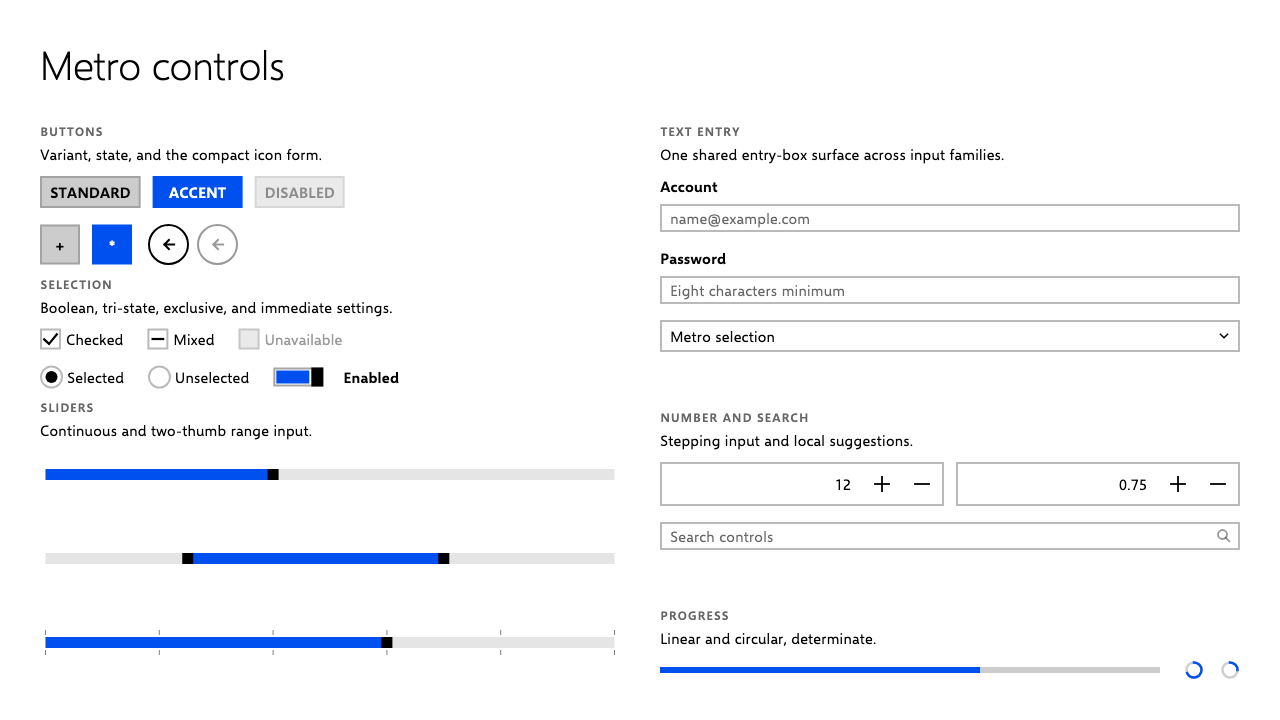 Metro controls
BUTTONS
Variant, state, and the compact icon form.
STANDARD
ACCENT
DISABLED
+
*
SELECTION
Boolean, tri-state, exclusive, and immediate settings.
Checked
Mixed
Unavailable
Selected
Unselected
Enabled
SLIDERS
Continuous and two-thumb range input.
TEXT ENTRY
One shared entry-box surface across input families.
Account
name@example.com
Password
Eight characters minimum
Metro selection
NUMBER AND SEARCH
Stepping input and local suggestions.
12
0.75
Search controls
PROGRESS
Linear and circular, determinate.